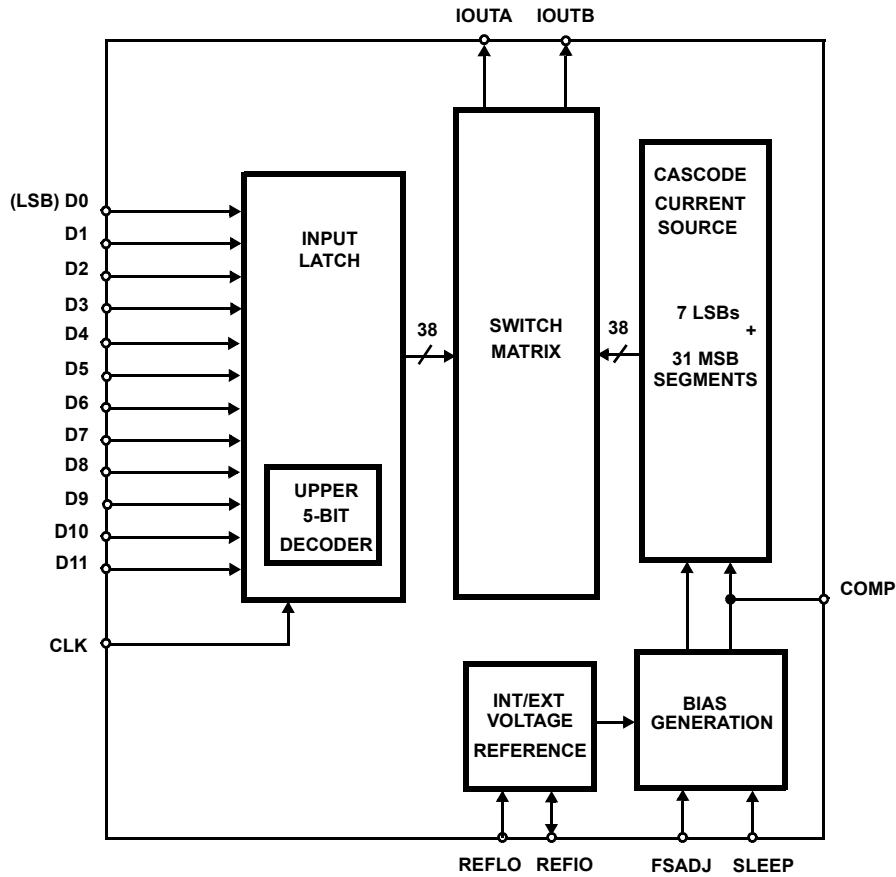 IOUTA IOUTB
(LSB) D0
D1
D2
D3
D4
D5
D6
D7
D8
D9
D10
D11
CLK
INPUT
LATCH
UPPER
5-BIT
DECODER
38
SWITCH
MATRIX
38
CASCODE
CURRENT
SOURCE
7 LSBs
+
31 MSB
SEGMENTS
COMP
INT/EXT
VOLTAGE
REFERENCE
BIAS
GENERATION
REFLO REFIO FSADJ SLEEP